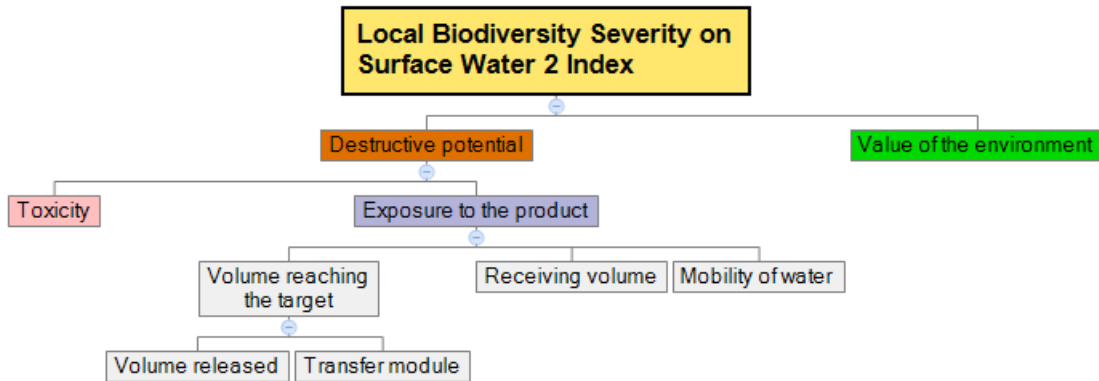 Local Biodiversity Severity on
Surface Water 2 Index
Destructive potential
Value of the environment
Toxicity
Exposure to the product
Volume reaching
the target
Receiving volume
Mobility of water
Volume released
Transfer module